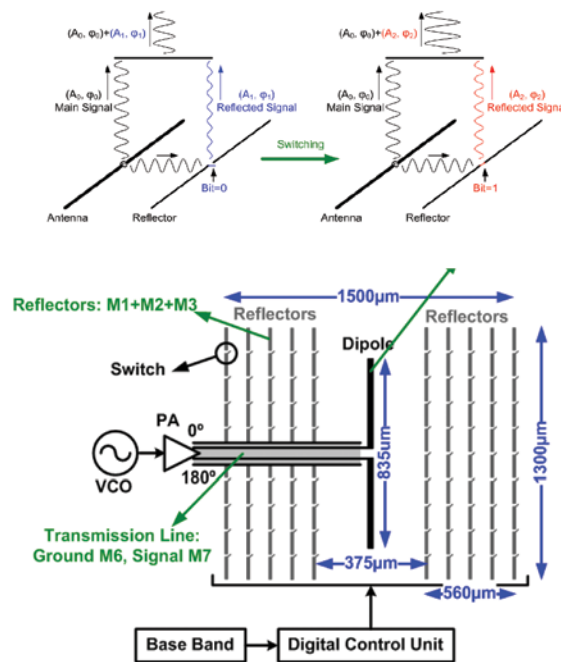 (A₀, φ₀)+(A₁, φ₁)
(A₀, φ₀)
Main Signal
(A₁, φ₁)
Reflected Signal
Antenna
Reflector
Bit=0
Switching
(A₀, φ₀)+(A₂, φ₂)
(A₀, φ₀)
Main Signal
(A₂, φ₂)
Reflected Signa
Antenna
Reflector
Bit=1
1500µm
Reflectors: M1+M2+M3
Reflectors
Reflectors
Dipole
Switch
PA
0º
VCO
180º
835um
1300µm
Transmission Line:
Ground M6, Signal M7
375µm
560µm
Base Band
Digital Control Unit